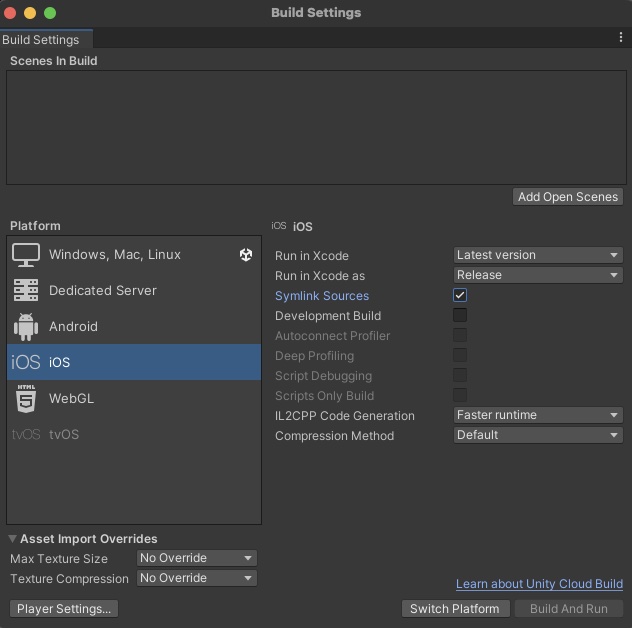 Build Settings
Build Settings
Scenes In Build
Add Open Scenes
Platform
Windows, Mac, Linux
Dedicated Server
Android
iOS iOS
HTML
5 WebGL
tvOS tvOS
iOS iOS
Run in Xcode Latest version
Run in Xcode as Release
Symlink Sources
Development Build
Autoconnect Profiler
Deep Profiling
Script Debugging
Scripts Only Build
IL2CPP Code Generation Faster runtime
Compression Method Default
Asset Import Overrides
Max Texture Size No Override
Texture Compression No Override
Learn about Unity Cloud Build
Player Settings... Switch Platform Build And Run